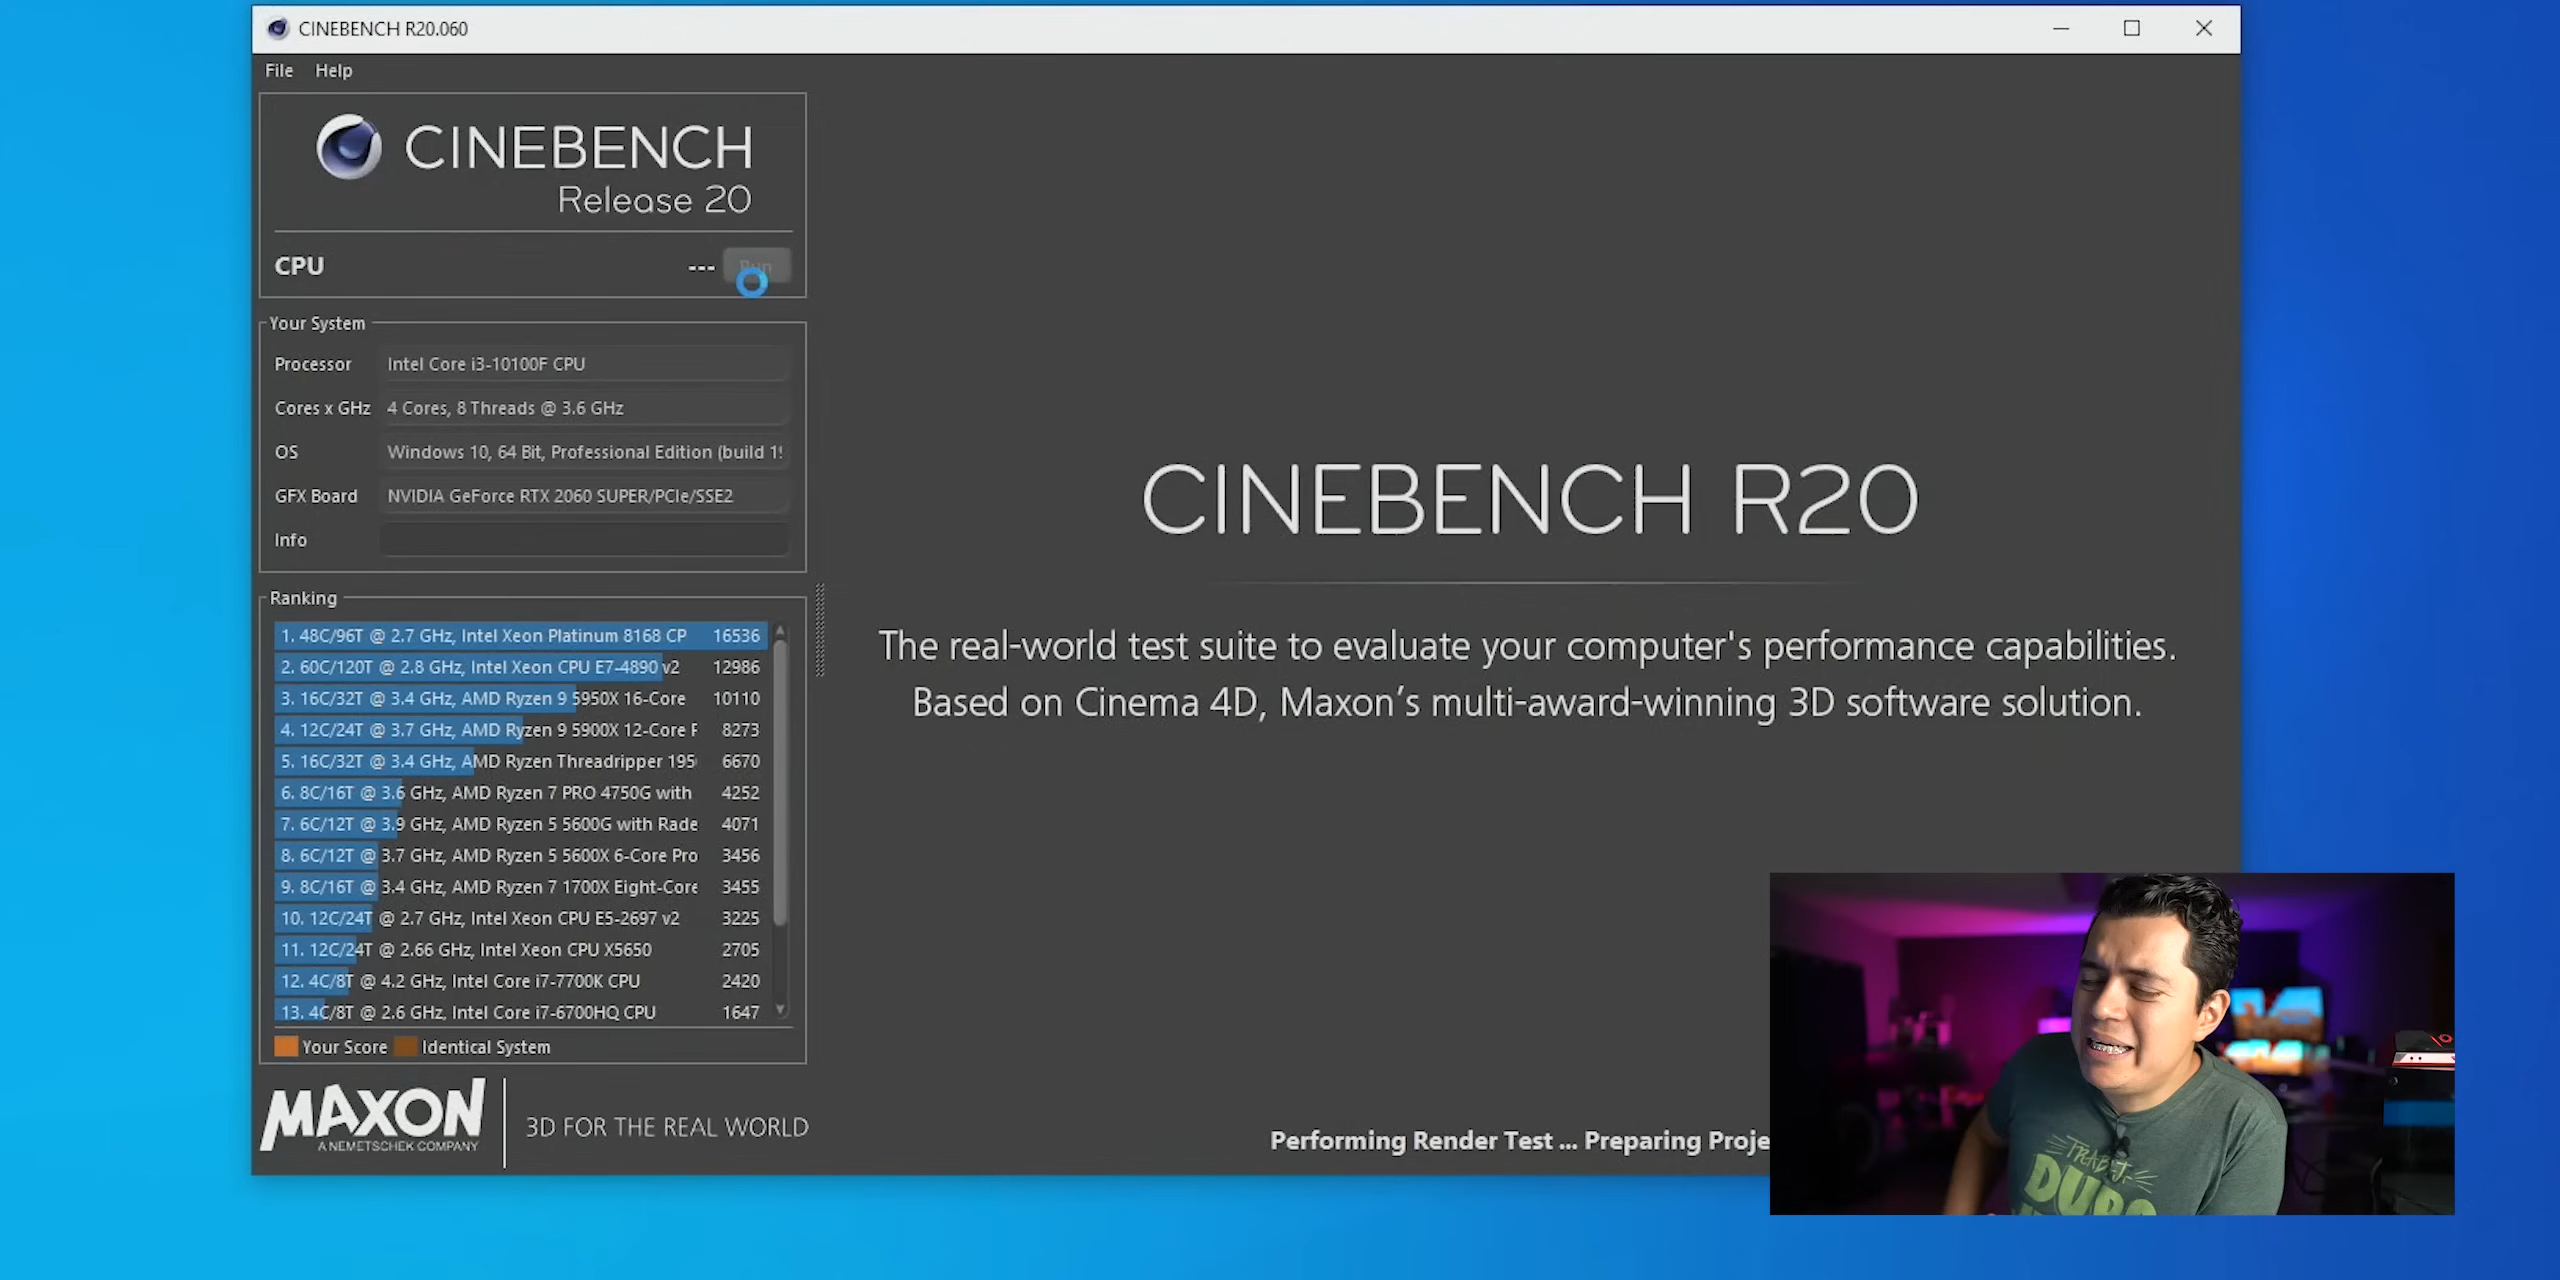 CINEBENCH R20.060
File Help
CINEBENCH
Release 20
CPU --- Run
Your System
Processor Intel Core i3-10100F CPU
Cores x GHz 4 Cores, 8 Threads @ 3.6 GHz
OS Windows 10, 64 Bit, Professional Edition (build 1
GFX Board NVIDIA GeForce RTX 2060 SUPER/PCIe/SSE2
Info
Ranking
1. 48C/96T @ 2.7 GHz, Intel Xeon Platinum 8168 CP 16536
2. 60C/120T @ 2.8 GHz, Intel Xeon CPU E7-4890 v2 12986
3. 16C/32T @ 3.4 GHz, AMD Ryzen 9 5950X 16-Core 10110
4. 12C/24T @ 3.7 GHz, AMD Ryzen 9 5900X 12-Core P 8273
5. 16C/32T @ 3.4 GHz, AMD Ryzen Threadripper 195 6670
6. 8C/16T @ 3.6 GHz, AMD Ryzen 7 PRO 4750G with 4252
7. 6C/12T @ 3.9 GHz, AMD Ryzen 5 5600G with Rade 4071
8. 6C/12T @ 3.7 GHz, AMD Ryzen 5 5600X 6-Core Pro 3456
9. 8C/16T @ 3.4 GHz, AMD Ryzen 7 1700X Eight-Core 3455
10. 12C/24T @ 2.7 GHz, Intel Xeon CPU E5-2697 v2 3225
11. 12C/24T @ 2.66 GHz, Intel Xeon CPU X5650 2705
12. 4C/8T @ 4.2 GHz, Intel Core i7-7700K CPU 2420
13. 4C/8T @ 2.6 GHz, Intel Core i7-6700HQ CPU 1647
Your Score Identical System
MAXON
A NEMETSCHEK COMPANY
3D FOR THE REAL WORLD
CINEBENCH R20
The real-world test suite to evaluate your computer's performance capabilities.
Based on Cinema 4D, Maxon’s multi-award-winning 3D software solution.
Performing Render Test ... Preparing Proje
DURO